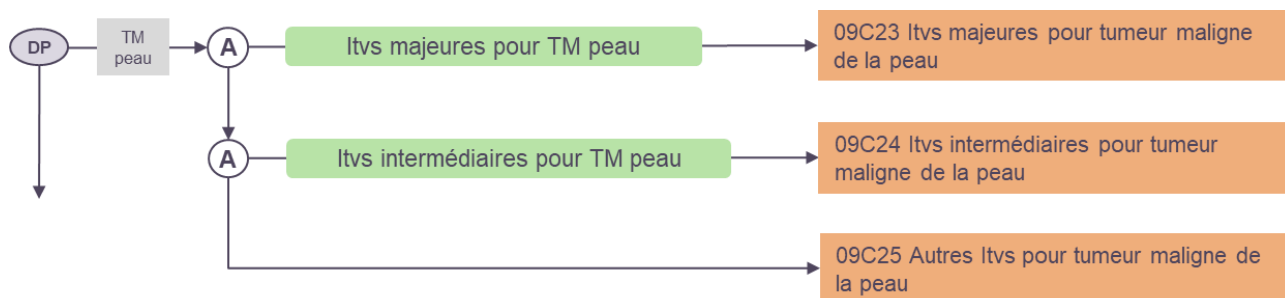 DP
TM
peau
A
Itvs majeures pour TM peau
09C23 Itvs majeures pour tumeur maligne
de la peau
A
Itvs intermédiaires pour TM peau
09C24 Itvs intermédiaires pour tumeur
maligne de la peau
09C25 Autres Itvs pour tumeur maligne de
la peau